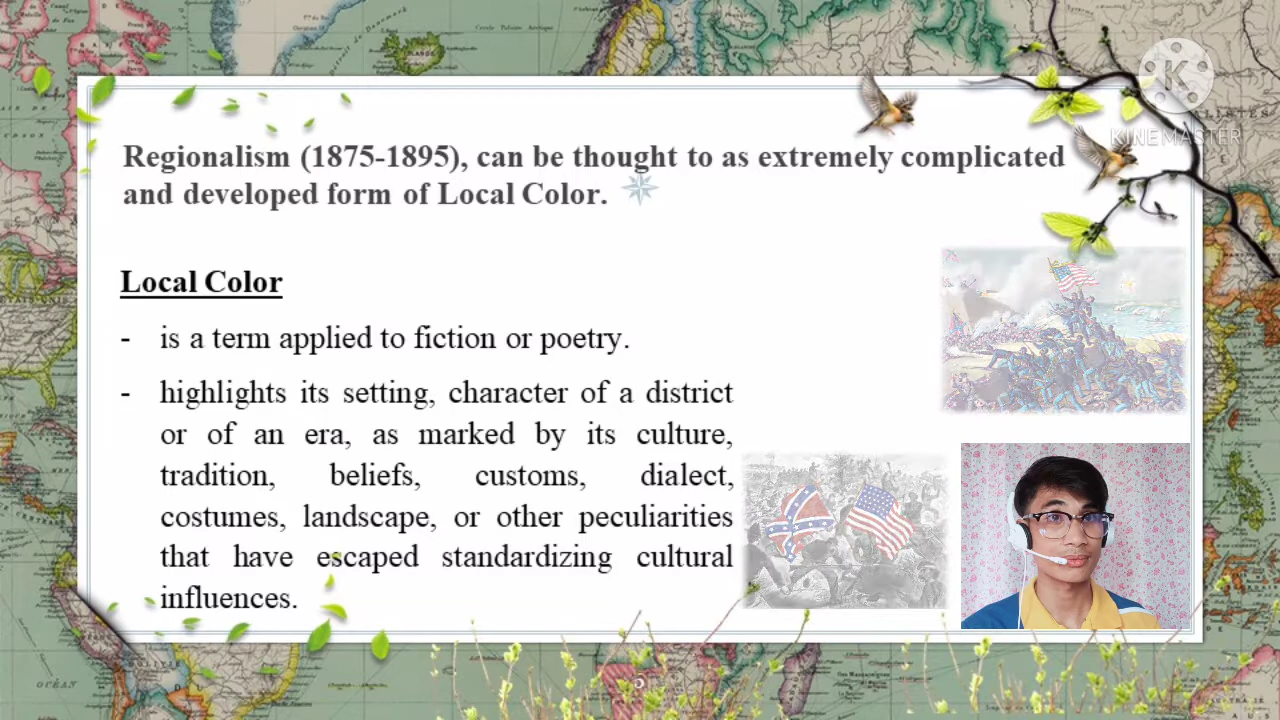 KINEMASTER
Regionalism (1875-1895), can be thought to as extremely complicated
and developed form of Local Color.
Local Color
- is a term applied to fiction or poetry.
- highlights its setting, character of a district
or of an era, as marked by its culture,
tradition, beliefs, customs, dialect,
costumes, landscape, or other peculiarities
that have escaped standardizing cultural
influences.
OCÉAN